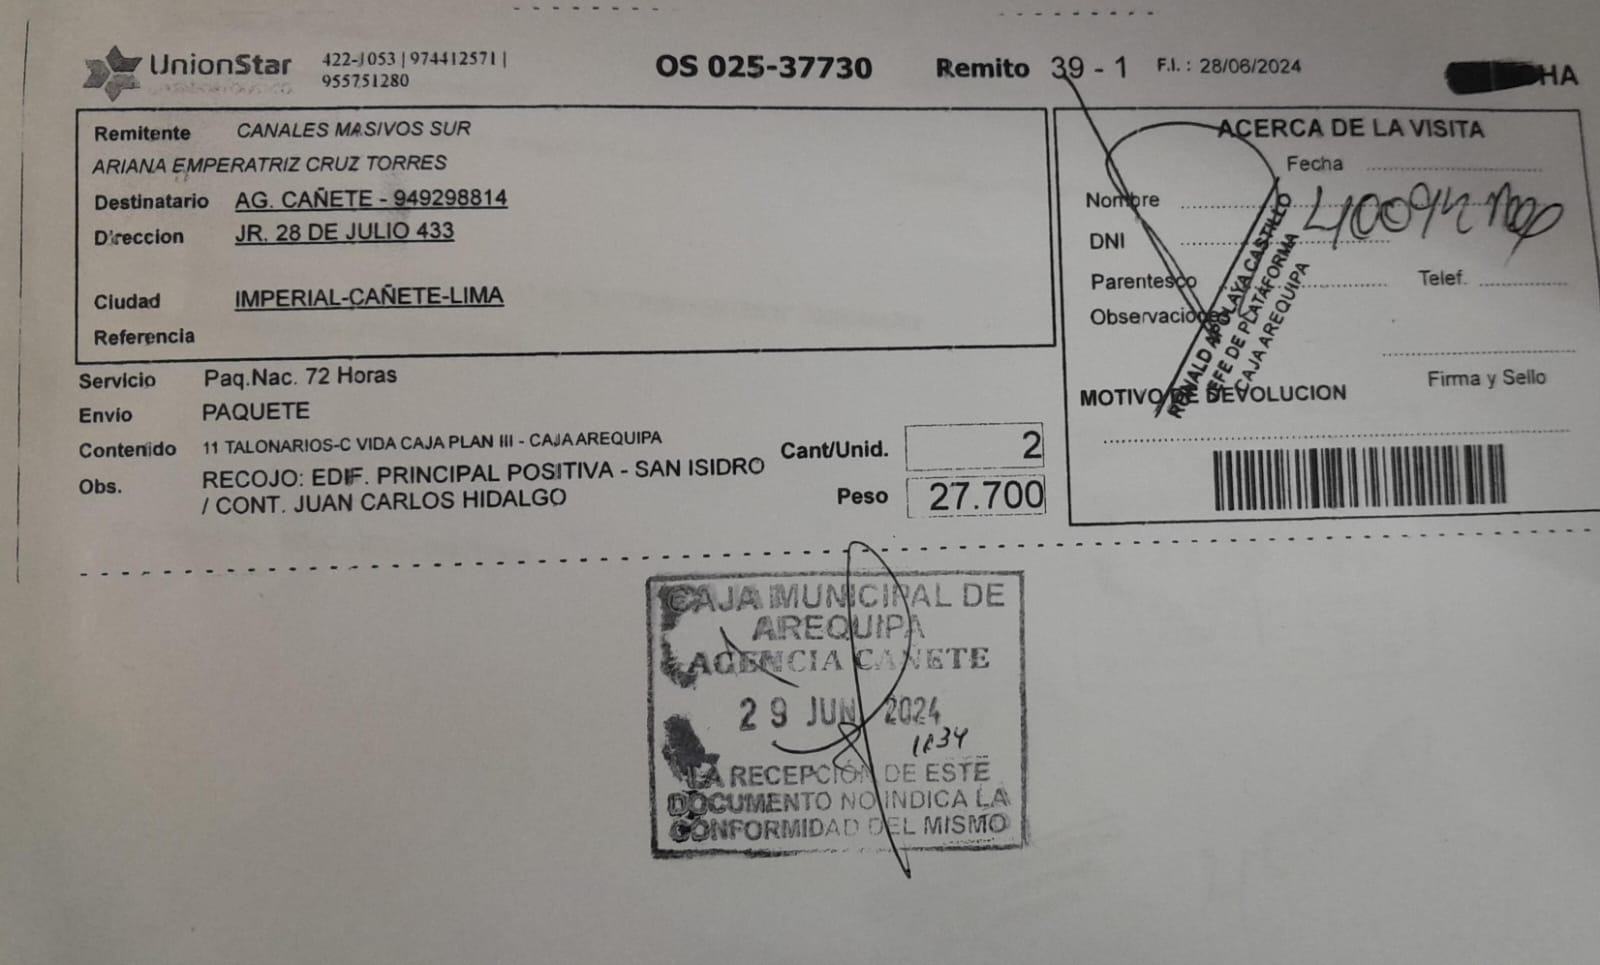 UnionStar
422-1053 | 974412571 |
955751280
OS 025-37730
Remito 39 - 1
F.I. : 28/06/2024
HA
Remitente CANALES MASIVOS SUR
ARIANA EMPERATRIZ CRUZ TORRES
Destinatario AG. CAÑETE - 949298814
Direccion JR. 28 DE JULIO 433
Ciudad IMPERIAL-CAÑETE-LIMA
Referencia
Servicio Paq.Nac. 72 Horas
Envio PAQUETE
Contenido 11 TALONARIOS-C VIDA CAJA PLAN III - CAJA AREQUIPA
Obs. RECOJO: EDIF. PRINCIPAL POSITIVA - SAN ISIDRO
/ CONT. JUAN CARLOS HIDALGO
Cant/Unid. 2
Peso 27.700
ACERCA DE LA VISITA
Fecha
Nombre
DNI
Parentesco
Telef.
Observacio
Firma y Sello
MOTIVO DE DEVOLUCION
RONALD APOLAYA CASTILLO
JEFE DE PLATAFORMA
CAJA AREQUIPA
CAJA MUNICIPAL DE
AREQUIPA
AGENCIA CAÑETE
29 JUN 2024
LA RECEPCIÓN DE ESTE
DOCUMENTO NO INDICA LA
CONFORMIDAD DEL MISMO